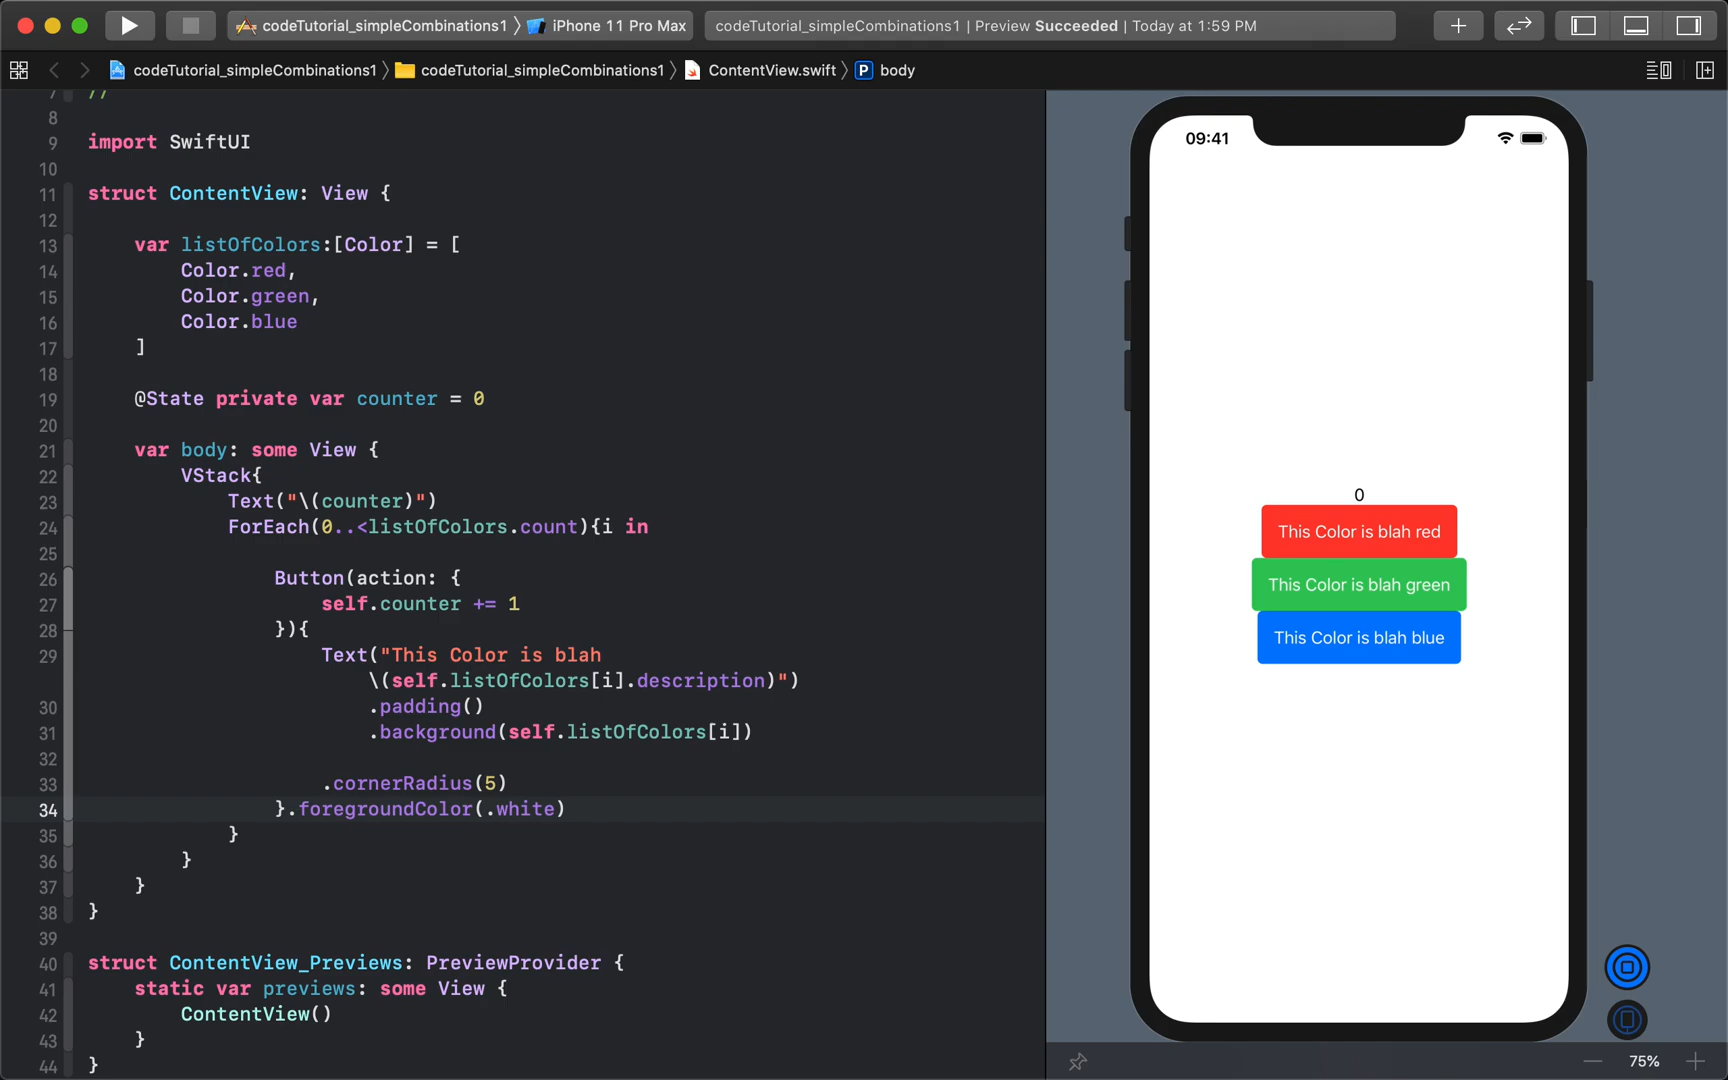 codeTutorial_simpleCombinations1 〉 iPhone 11 Pro Max
codeTutorial_simpleCombinations1 | Preview Succeeded | Today at 1:59 PM
codeTutorial_simpleCombinations1 〉 codeTutorial_simpleCombinations1 〉 ContentView.swift 〉 P body
7 //
8
9 import SwiftUI
10
11 struct ContentView: View {
12
13     var listOfColors:[Color] = [
14         Color.red,
15         Color.green,
16         Color.blue
17     ]
18
19     @State private var counter = 0
20
21     var body: some View {
22         VStack{
23             Text("\(counter)")
24             ForEach(0..<listOfColors.count){i in
25
26                 Button(action: {
27                     self.counter += 1
28                 }){
29                     Text("This Color is blah
                         \(self.listOfColors[i].description)")
30                         .padding()
31                         .background(self.listOfColors[i])
32
33                     .cornerRadius(5)
34                 }.foregroundColor(.white)
35             }
36         }
37     }
38 }
39
40 struct ContentView_Previews: PreviewProvider {
41     static var previews: some View {
42         ContentView()
43     }
44 }
09:41
0
This Color is blah red
This Color is blah green
This Color is blah blue
75%